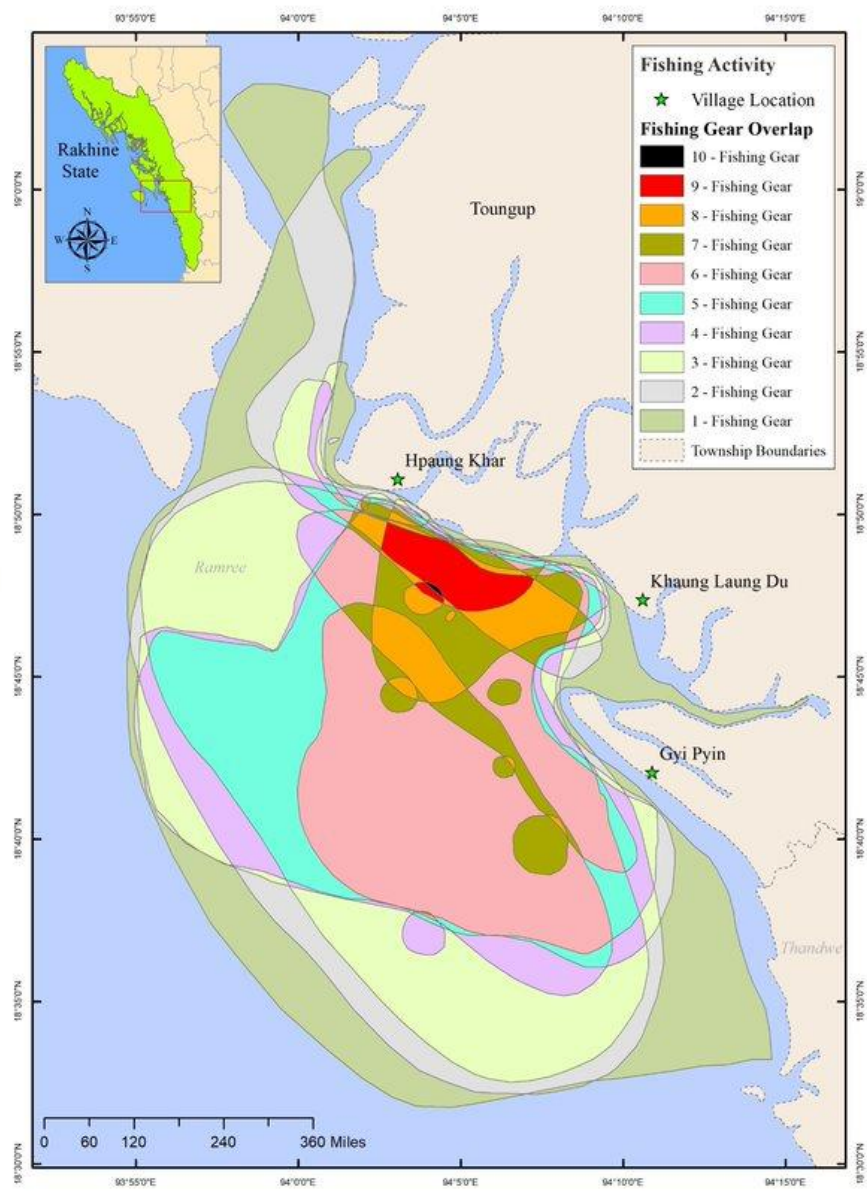 93°55'0"E 94°0'0"E 94°5'0"E 94°10'0"E 94°15'0"E
Rakhine
State
N
W E
S
Fishing Activity
Village Location
Fishing Gear Overlap
10 - Fishing Gear
9 - Fishing Gear
8 - Fishing Gear
7 - Fishing Gear
6 - Fishing Gear
5 - Fishing Gear
4 - Fishing Gear
3 - Fishing Gear
2 - Fishing Gear
1 - Fishing Gear
Township Boundaries
Toungup
19°0'0"N 19°0'0"N
18°55'0"N 18°55'0"N
Hpaung Khar
18°50'0"N 18°50'0"N
Ramree
Khaung Laung Du
18°45'0"N 18°45'0"N
Gyi Pyin
18°40'0"N 18°40'0"N
Thandwe
18°35'0"N 18°35'0"N
0 60 120 240 360 Miles
18°30'0"N 18°30'0"N
93°55'0"E 94°0'0"E 94°5'0"E 94°10'0"E 94°15'0"E